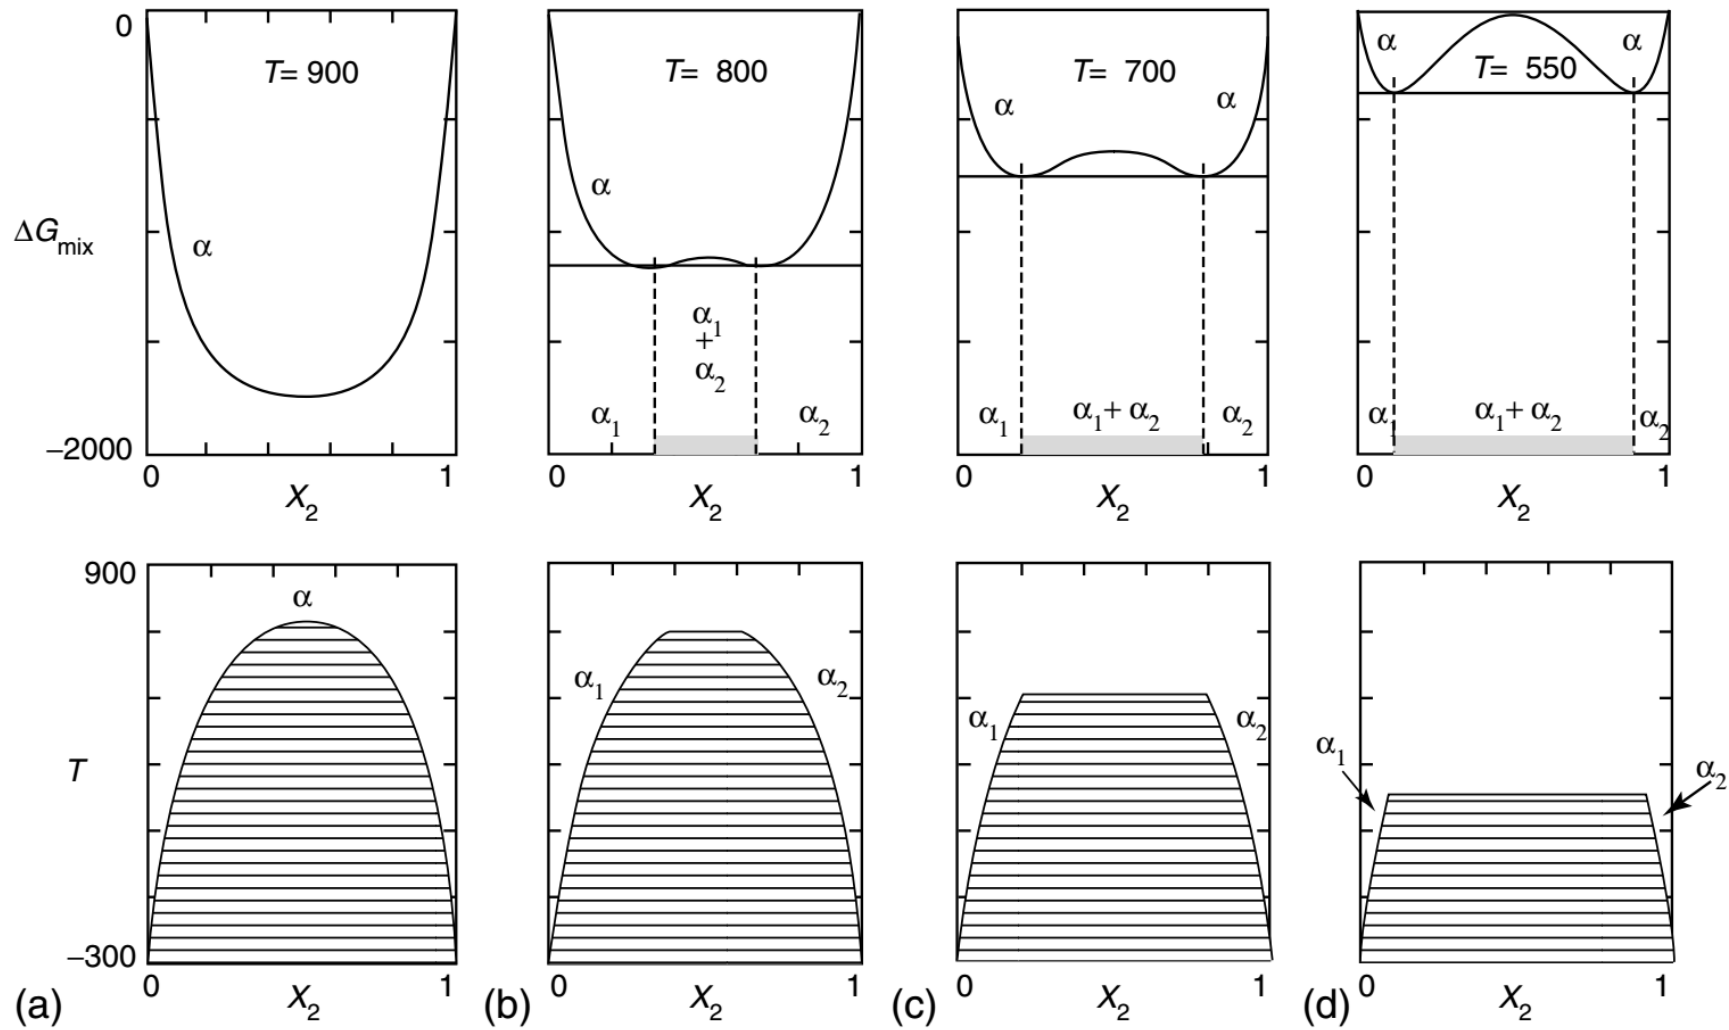 0
T= 900
α
ΔGmix
–2000
0
1
X2
T= 800
α
α1
+
α2
α1
α2
0
1
X2
T= 700
α
α
α1
α1+ α2
α2
0
1
X2
α
α
T= 550
α1
α1+ α2
α2
0
1
X2
900
α
T
–300
(a)
0
1
X2
α1
α2
(b)
0
1
X2
α1
α2
(c)
0
1
X2
α1
α2
(d)
0
1
X2